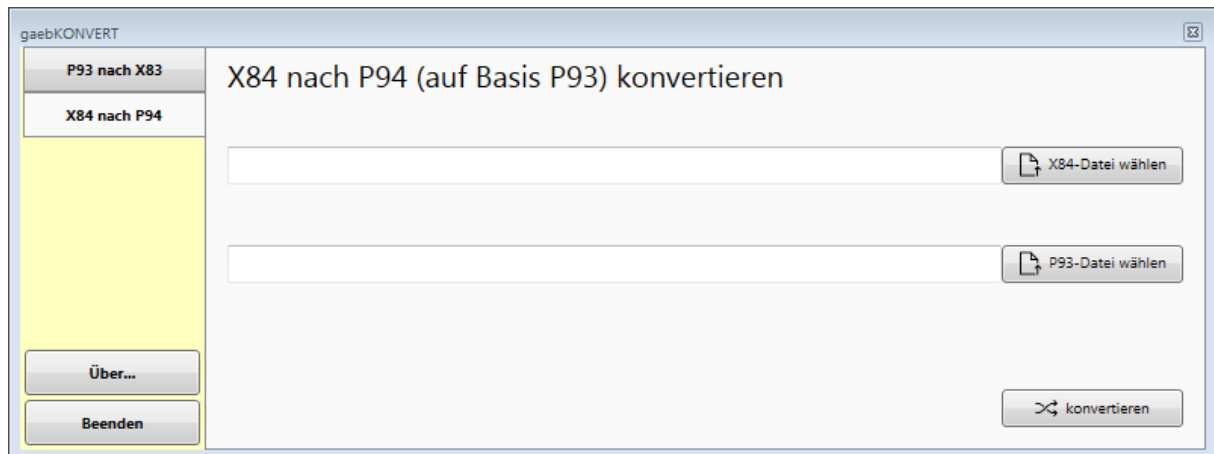 gaebKONVERT
P93 nach X83
X84 nach P94
X84 nach P94 (auf Basis P93) konvertieren
X84-Datei wählen
P93-Datei wählen
Über...
Beenden
konvertieren